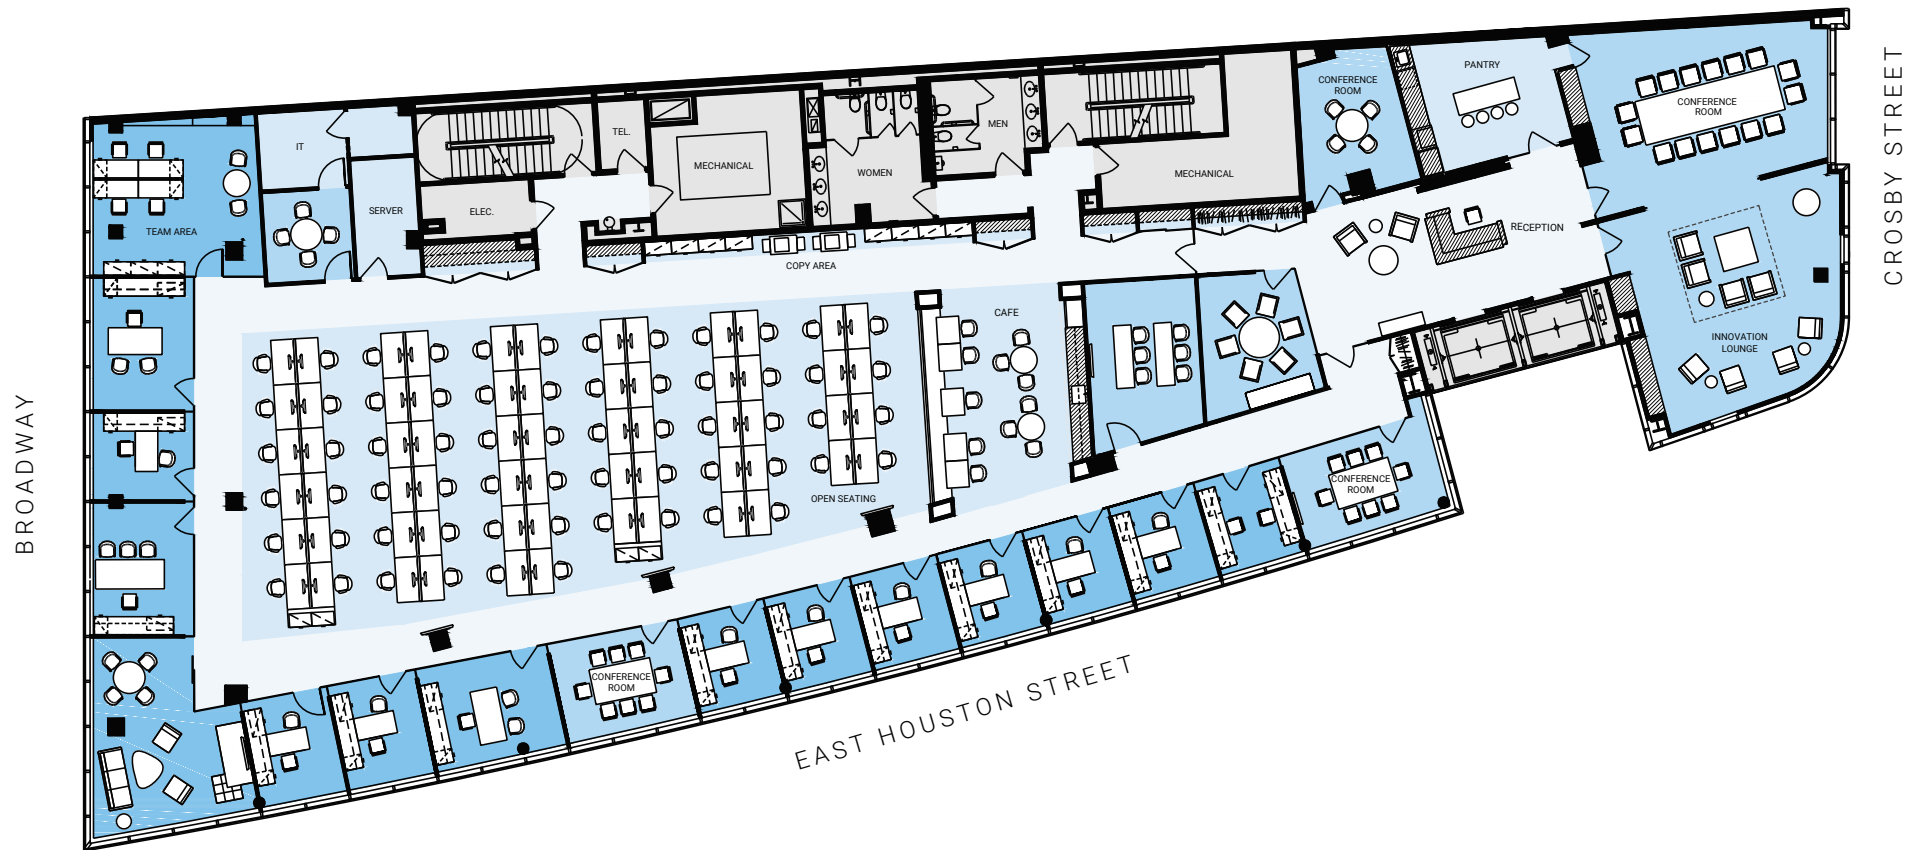 CONFERENCE
ROOM
PANTRY
CONFERENCE
ROOM
IT
TEL.
MECHANICAL
WOMEN
MEN
MECHANICAL
SERVER
ELEC.
TEAM AREA
RECEPTION
COPY AREA
CAFE
INNOVATION
LOUNGE
OPEN SEATING
CONFERENCE
ROOM
CONFERENCE
ROOM
BROADWAY
EAST HOUSTON STREET
CROSBY STREET